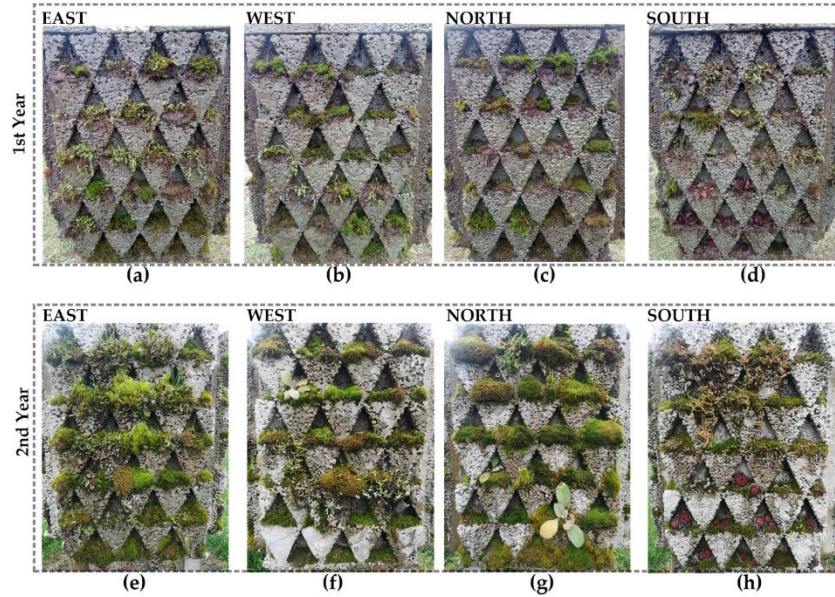 EAST WEST NORTH SOUTH
1st Year
(a) (b) (c) (d)
EAST WEST NORTH SOUTH
2nd Year
(e) (f) (g) (h)